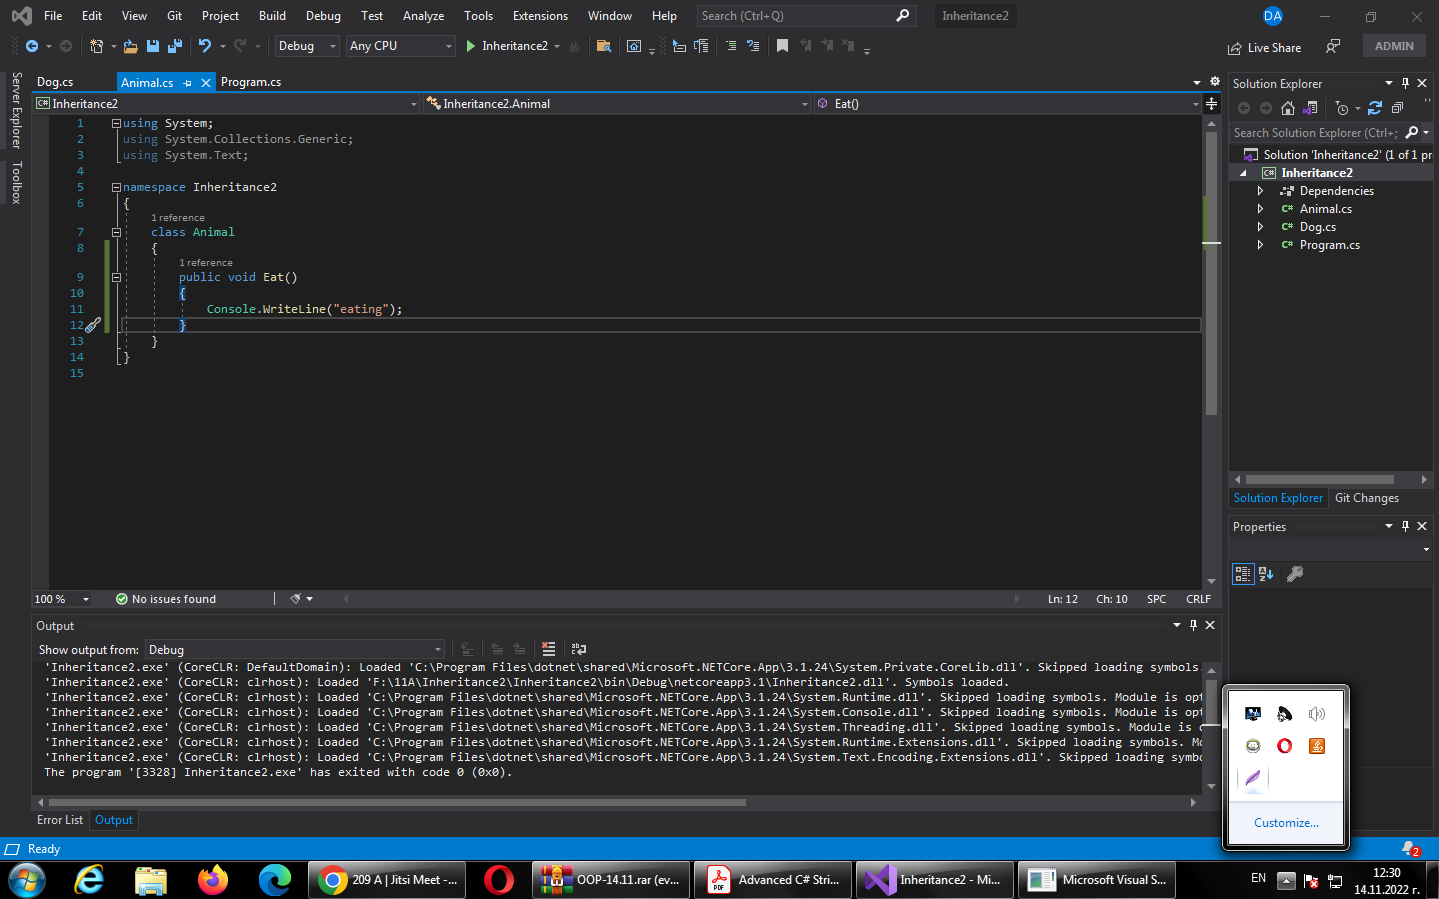 File Edit View Git Project Build Debug Test Analyze Tools Extensions Window Help Search (Ctrl+Q) Inheritance2 DA
Debug Any CPU Inheritance2 Live Share ADMIN
Server Explorer
Toolbox
Dog.cs Animal.cs Program.cs
C# Inheritance2 Inheritance2.Animal Eat()
1 using System;
2 using System.Collections.Generic;
3 using System.Text;
4
5 namespace Inheritance2
6 {
1 reference
7 class Animal
8 {
1 reference
9 public void Eat()
10 {
11 Console.WriteLine("eating");
12 }
13 }
14 }
15
100 % No issues found Ln: 12 Ch: 10 SPC CRLF
Output
Show output from: Debug
'Inheritance2.exe' (CoreCLR: DefaultDomain): Loaded 'C:\Program Files\dotnet\shared\Microsoft.NETCore.App\3.1.24\System.Private.CoreLib.dll'. Skipped loading symbols.
'Inheritance2.exe' (CoreCLR: clrhost): Loaded 'F:\11A\Inheritance2\Inheritance2\bin\Debug\netcoreapp3.1\Inheritance2.dll'. Symbols loaded.
'Inheritance2.exe' (CoreCLR: clrhost): Loaded 'C:\Program Files\dotnet\shared\Microsoft.NETCore.App\3.1.24\System.Runtime.dll'. Skipped loading symbols. Module is opt
'Inheritance2.exe' (CoreCLR: clrhost): Loaded 'C:\Program Files\dotnet\shared\Microsoft.NETCore.App\3.1.24\System.Console.dll'. Skipped loading symbols. Module is opt
'Inheritance2.exe' (CoreCLR: clrhost): Loaded 'C:\Program Files\dotnet\shared\Microsoft.NETCore.App\3.1.24\System.Threading.dll'. Skipped loading symbols. Module is
'Inheritance2.exe' (CoreCLR: clrhost): Loaded 'C:\Program Files\dotnet\shared\Microsoft.NETCore.App\3.1.24\System.Runtime.Extensions.dll'. Skipped loading symbols.
'Inheritance2.exe' (CoreCLR: clrhost): Loaded 'C:\Program Files\dotnet\shared\Microsoft.NETCore.App\3.1.24\System.Text.Encoding.Extensions.dll'. Skipped loading symbo
The program '[3328] Inheritance2.exe' has exited with code 0 (0x0).
Error List Output
Ready
Solution Explorer
Search Solution Explorer (Ctrl+;
Solution 'Inheritance2' (1 of 1 pr
C# Inheritance2
Dependencies
C# Animal.cs
C# Dog.cs
C# Program.cs
Solution Explorer Git Changes
Properties
Customize...
2
209 A | Jitsi Meet -... OOP-14.11.rar (ev... PDF Advanced C# Stri... Inheritance2 - Mi... Microsoft Visual S... EN 12:30
14.11.2022 г.